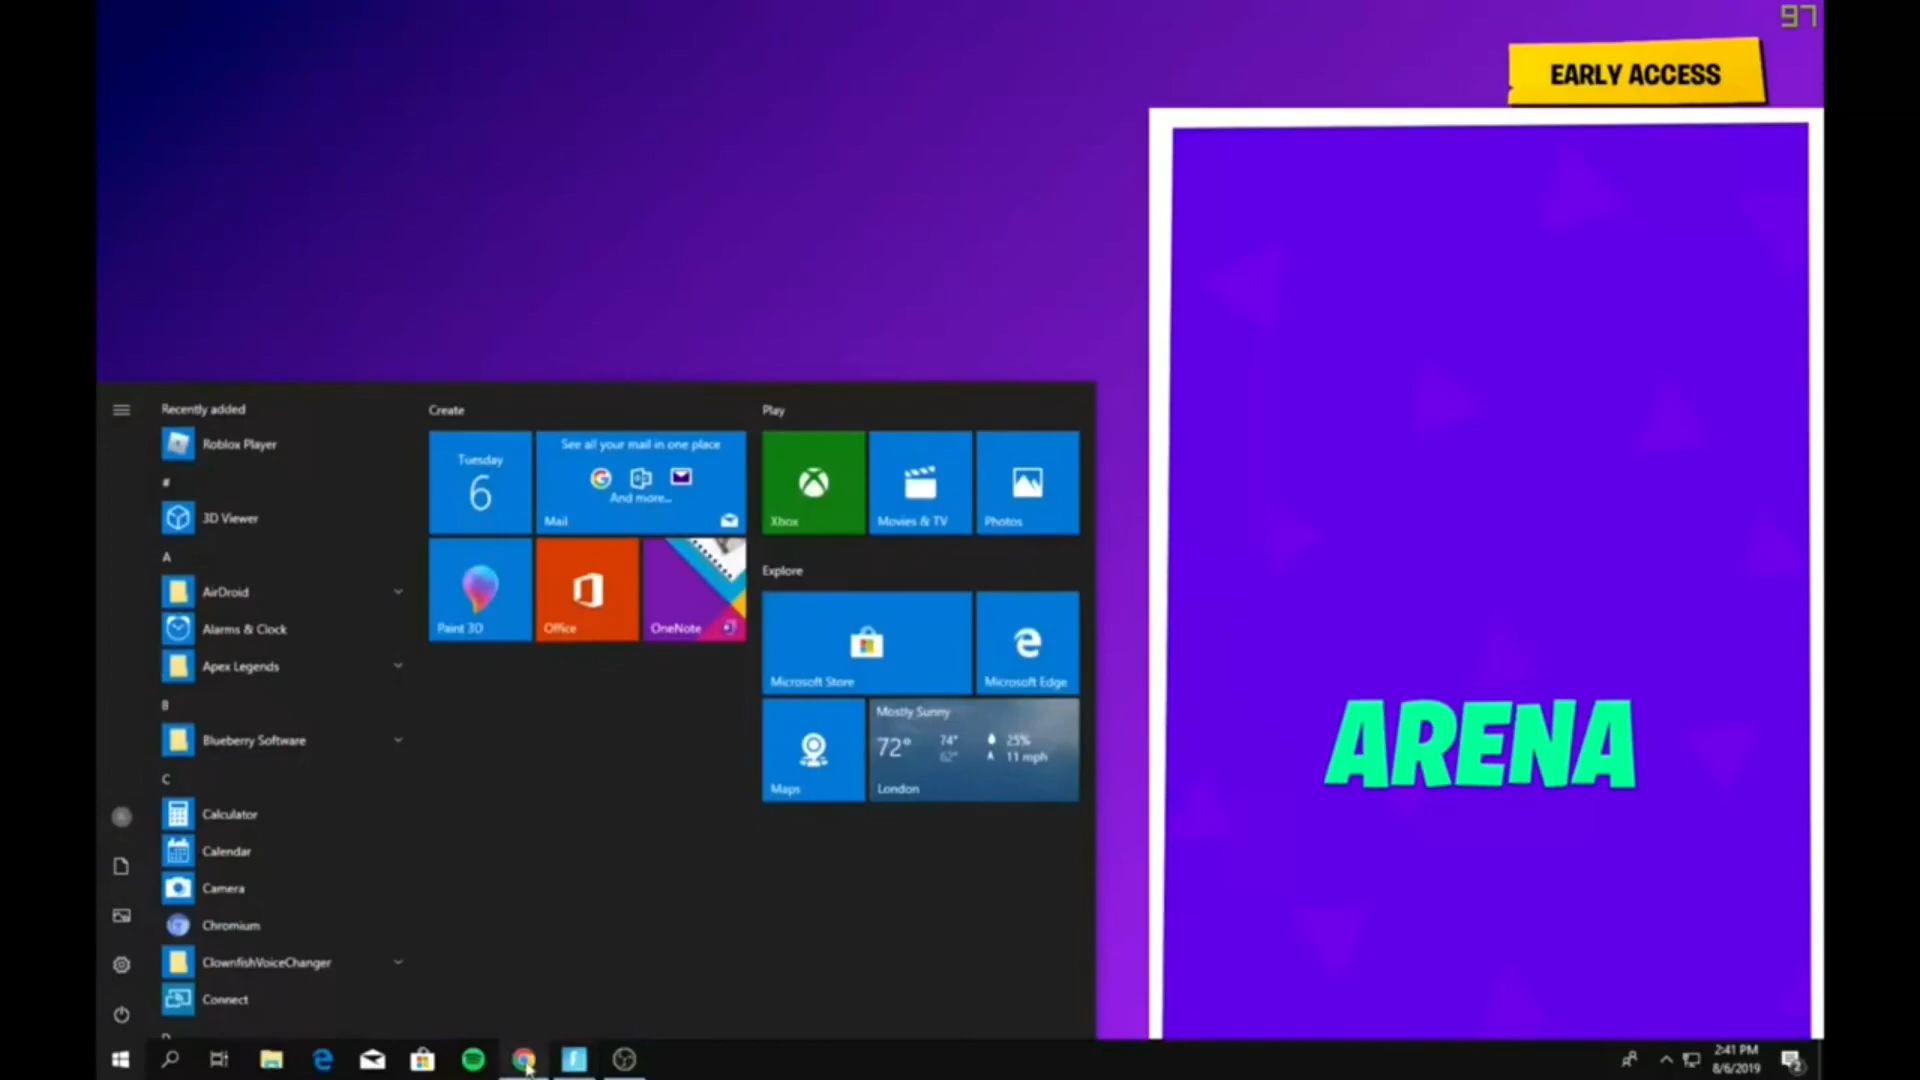 97
EARLY ACCESS
ARENA
Recently added
Roblox Player
#
3D Viewer
A
AirDroid
Alarms & Clock
Apex Legends
B
Blueberry Software
C
Calculator
Calendar
Camera
Chromium
ClownfishVoiceChanger
Connect
Create
Tuesday
6
See all your mail in one place
And more...
Mail
Paint 3D
Office
OneNote
Play
Xbox
Movies & TV
Photos
Explore
Microsoft Store
Microsoft Edge
Maps
Mostly Sunny
72° 74° 25%
62° 11 mph
London
2:41 PM
8/6/2019
2